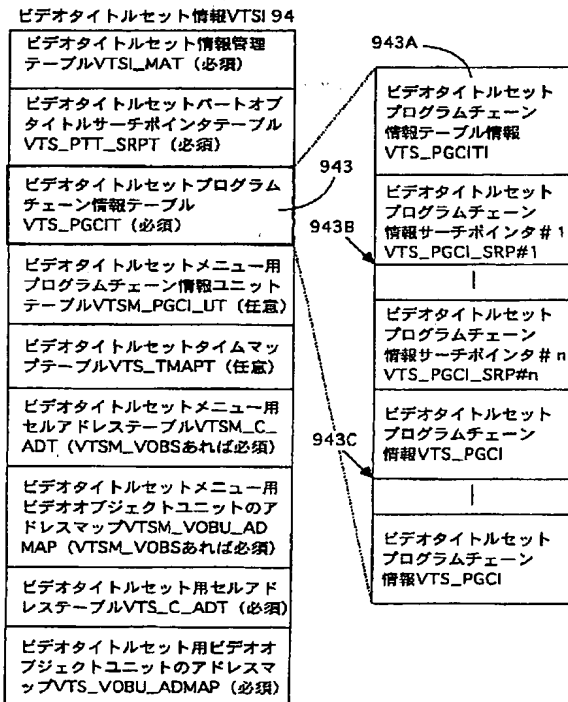 ビデオタイトルセット情報VTSI 94
ビデオタイトルセット情報管理
テーブルVTSI_MAT（必須）
ビデオタイトルセットパートオブ
タイトルサーチポインタテーブル
VTS_PTT_SRPT（必須）
ビデオタイトルセットプログラム
チェーン情報テーブル
VTS_PGCIT（必須）
ビデオタイトルセットメニュー用
プログラムチェーン情報ユニット
テーブルVTSM_PGCI_UT（任意）
ビデオタイトルセットタイムマッ
プテーブルVTS_TMAPT（任意）
ビデオタイトルセットメニュー用
セルアドレステーブルVTSM_C_
ADT（VTSM_VOBSあれば必須）
ビデオタイトルセットメニュー用
ビデオオブジェクトユニットのア
ドレスマップVTSM_VOBU_AD
MAP（VTSM_VOBSあれば必須）
ビデオタイトルセット用セルアド
レステーブルVTS_C_ADT（必須）
ビデオタイトルセット用ビデオオ
ブジェクトユニットのアドレスマ
ップVTS_VOBU_ADMAP（必須）
943
943A
ビデオタイトルセット
プログラムチェーン
情報テーブル情報
VTS_PGCITI
ビデオタイトルセット
プログラムチェーン
情報サーチポインタ＃1
VTS_PGCI_SRP#1
943B
ビデオタイトルセット
プログラムチェーン
情報サーチポインタ＃n
VTS_PGCI_SRP#n
ビデオタイトルセット
プログラムチェーン
情報VTS_PGCI
943C
ビデオタイトルセット
プログラムチェーン
情報VTS_PGCI